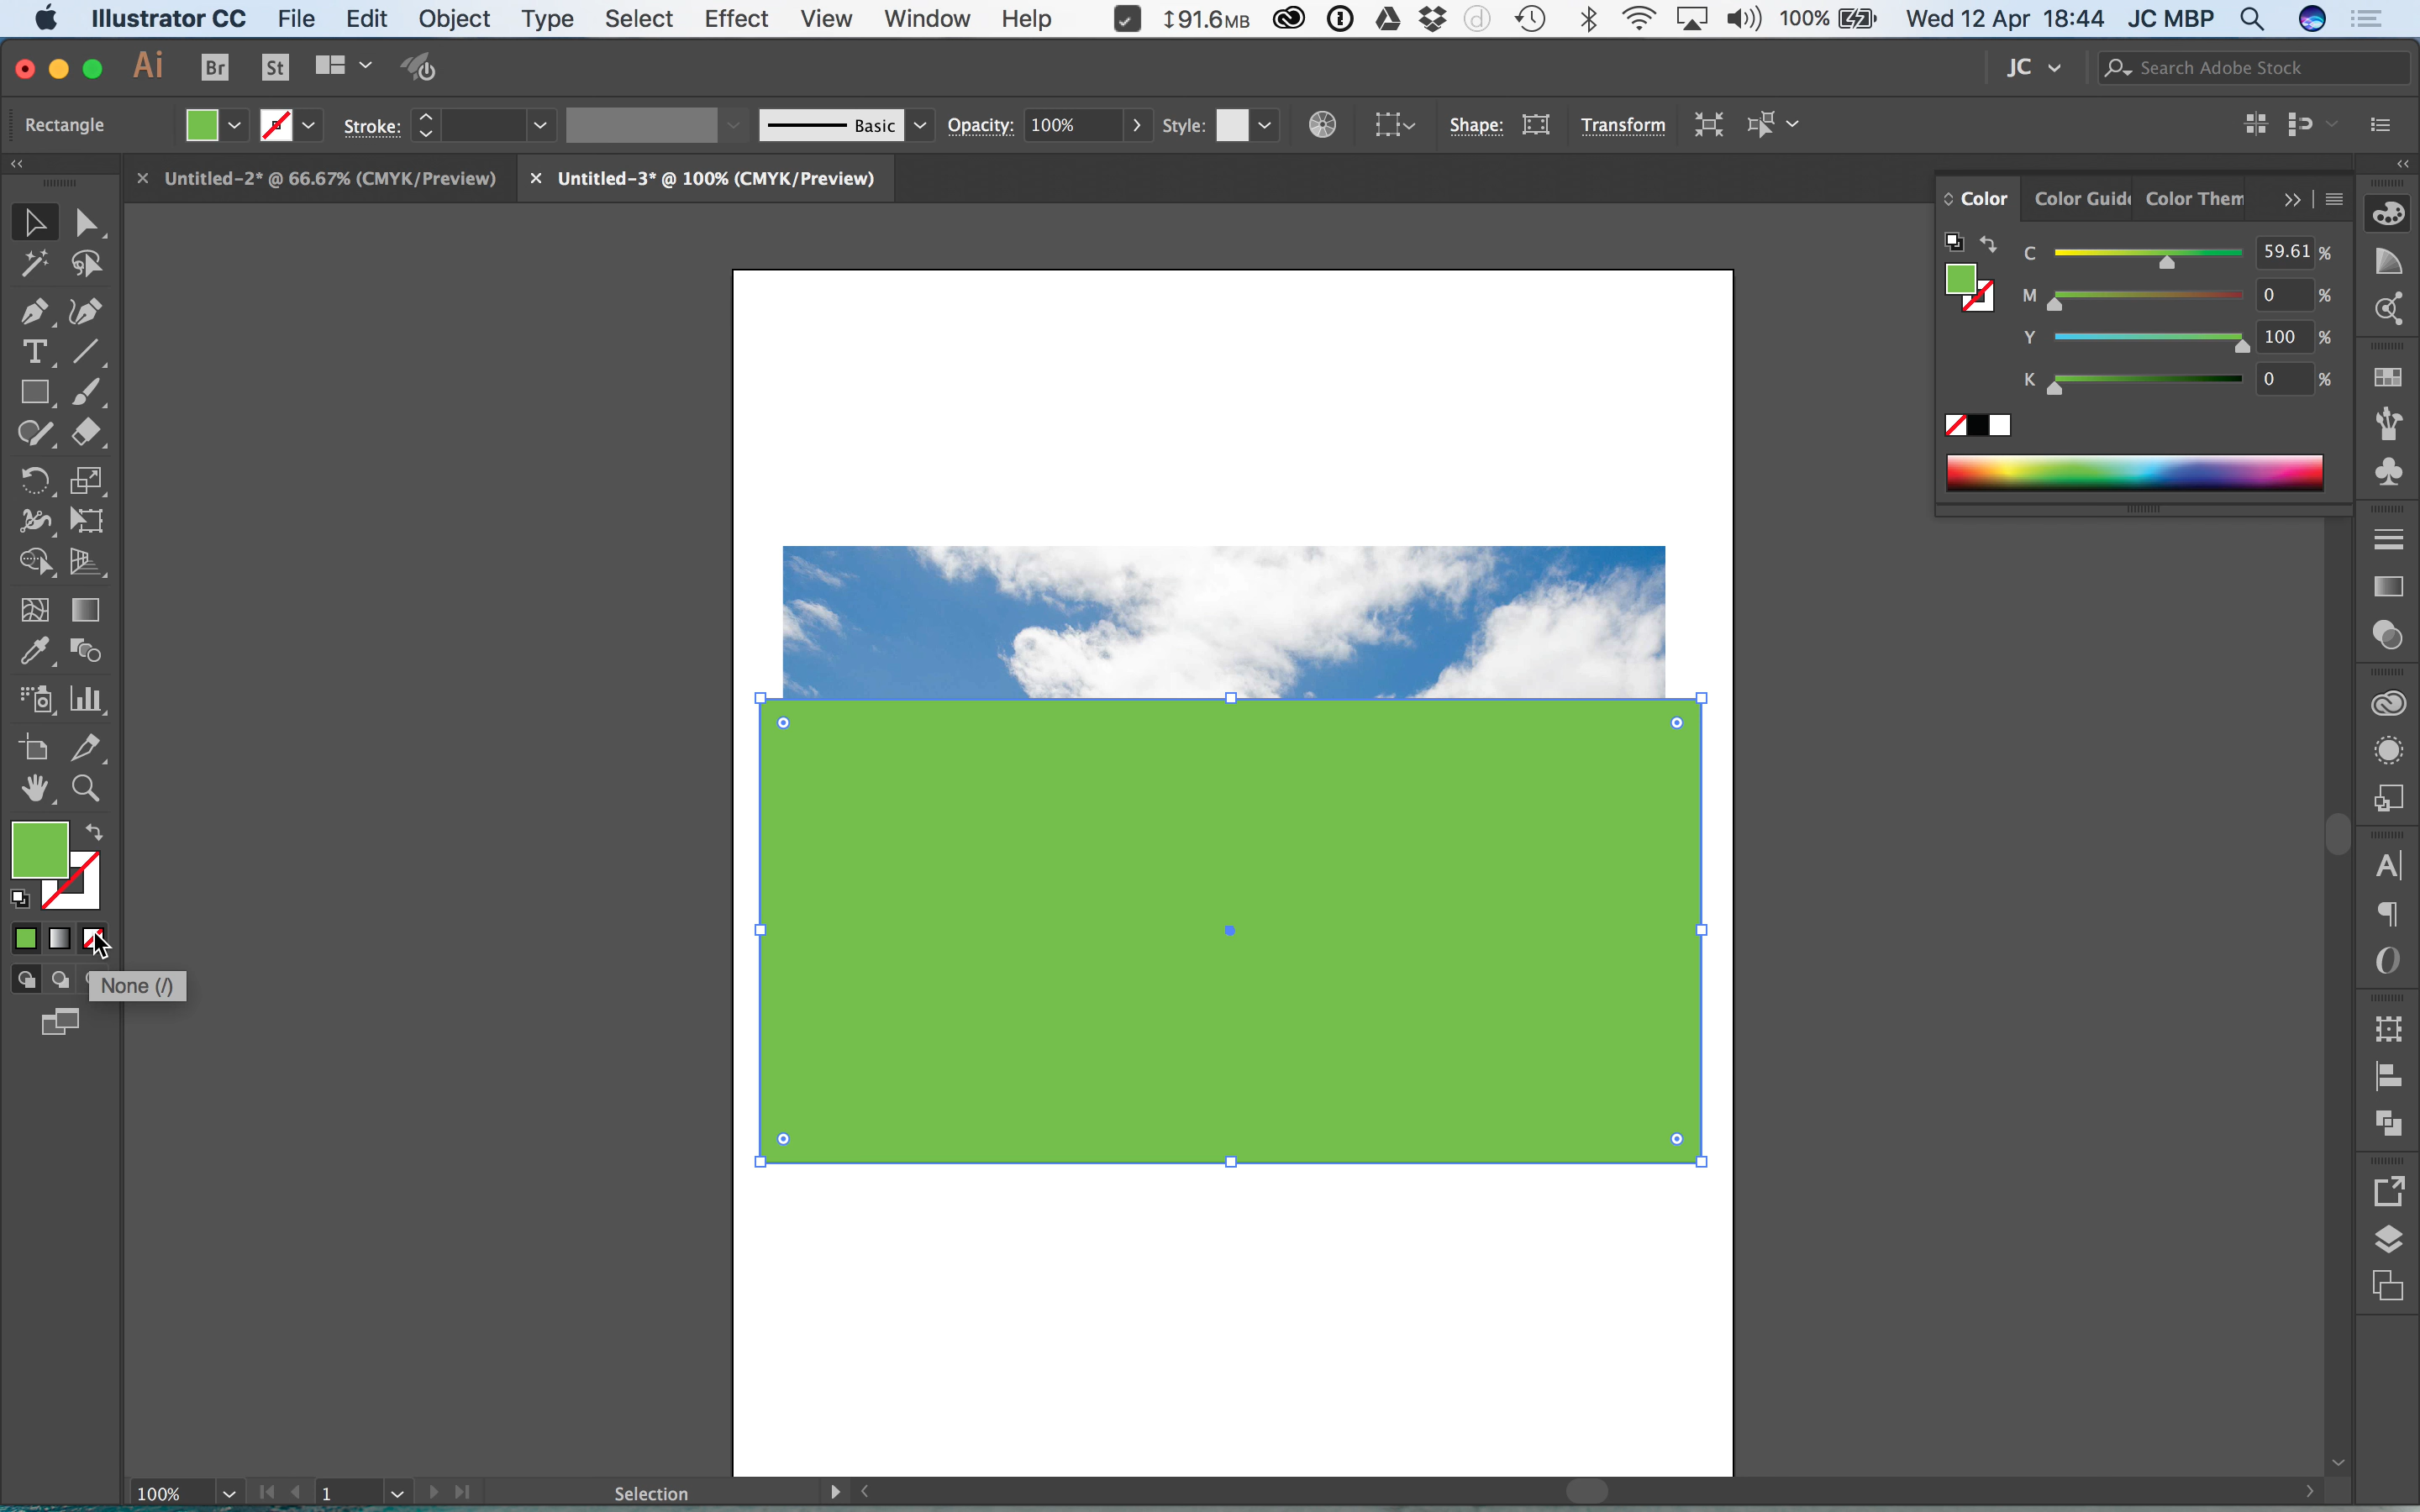 Illustrator CC File Edit Object Type Select Effect View Window Help 91.6MB 100% Wed 12 Apr 18:44 JC MBP
Ai Br St JC Search Adobe Stock
Rectangle Stroke: Basic Opacity: 100% Style: Shape: Transform
Untitled-2* @ 66.67% (CMYK/Preview) Untitled-3* @ 100% (CMYK/Preview)
Color Color Guid Color Them
C 59.61 %
M 0 %
Y 100 %
K 0 %
None (/)
100% 1 Selection